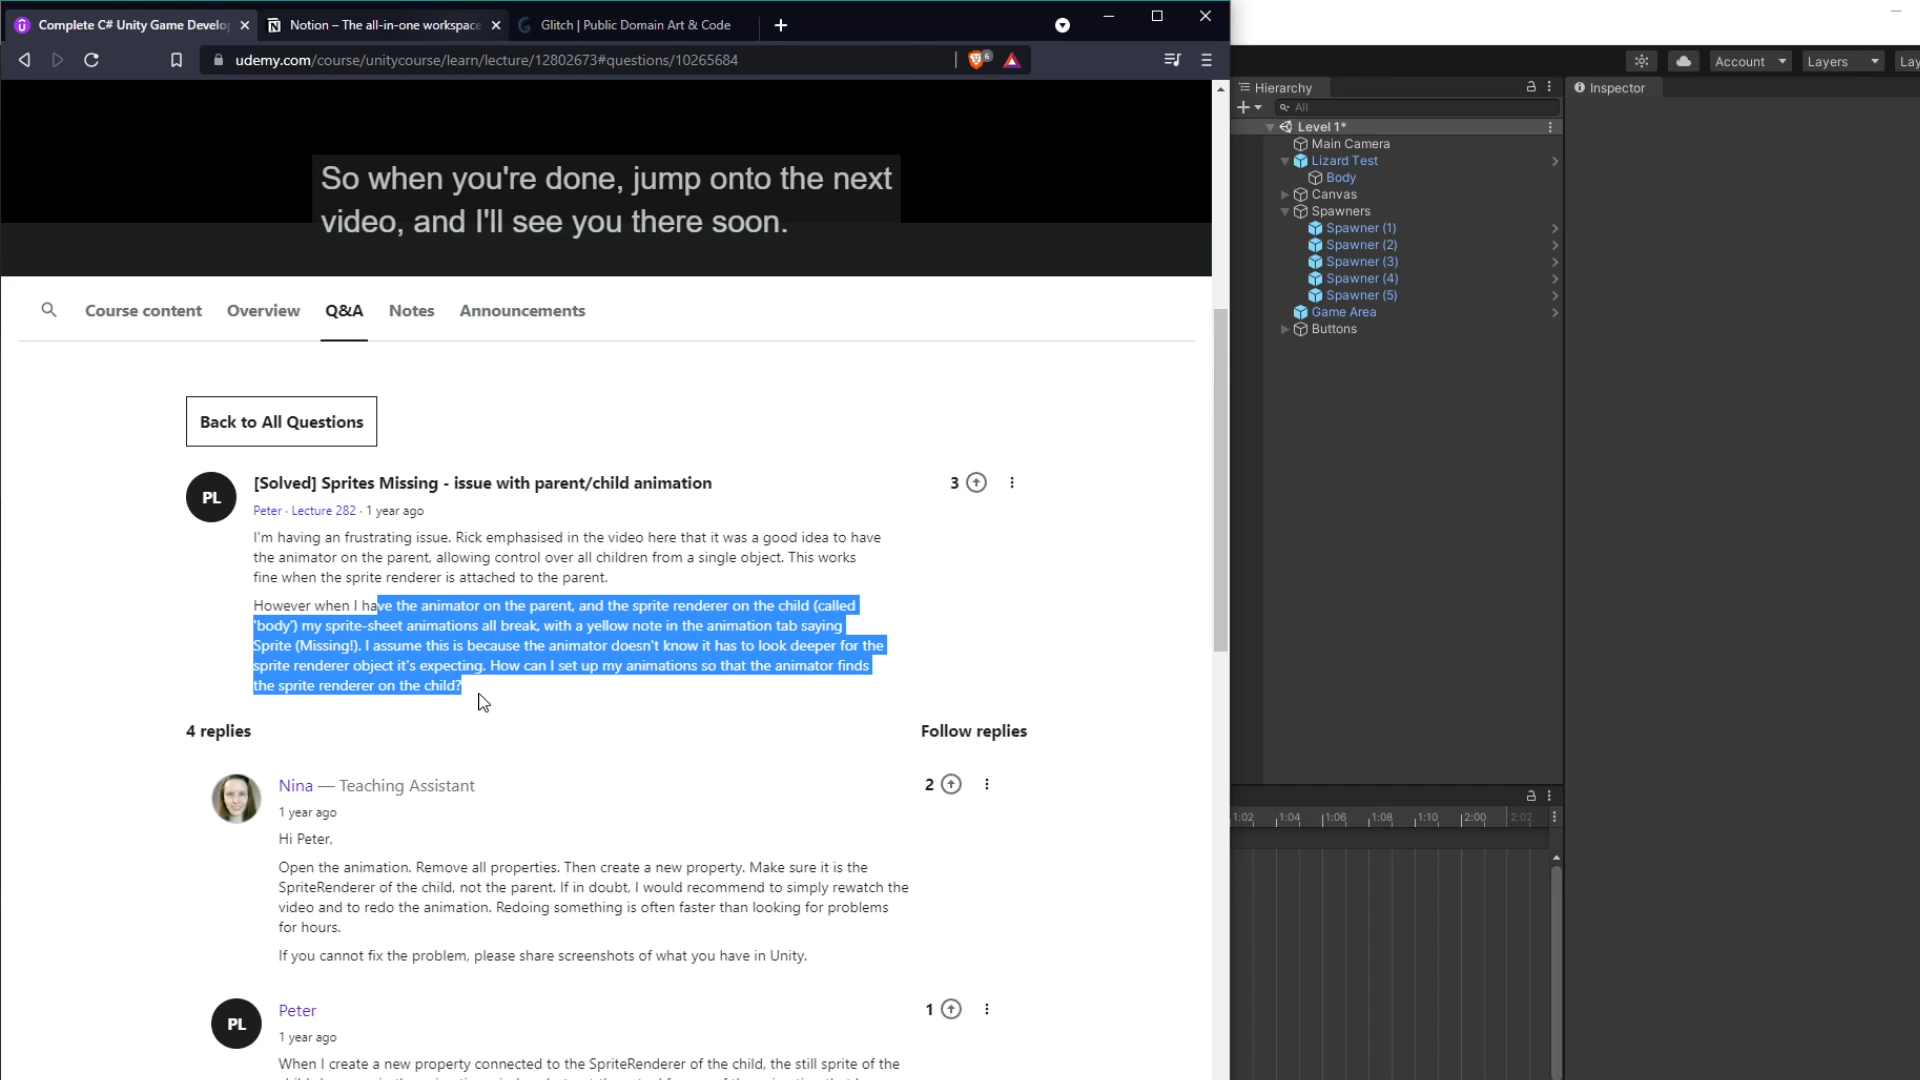 Complete C# Unity Game Develo
Notion – The all-in-one workspace
Glitch | Public Domain Art & Code
udemy.com/course/unitycourse/learn/lecture/12802673#questions/10265684
So when you're done, jump onto the next
video, and I'll see you there soon.
Course content
Overview
Q&A
Notes
Announcements
Back to All Questions
PL
[Solved] Sprites Missing - issue with parent/child animation
3
Peter · Lecture 282 · 1 year ago
I'm having an frustrating issue. Rick emphasised in the video here that it was a good idea to have
the animator on the parent, allowing control over all children from a single object. This works
fine when the sprite renderer is attached to the parent.
However when I have the animator on the parent, and the sprite renderer on the child (called
'body') my sprite-sheet animations all break, with a yellow note in the animation tab saying
Sprite (Missing!). I assume this is because the animator doesn't know it has to look deeper for the
sprite renderer object it's expecting. How can I set up my animations so that the animator finds
the sprite renderer on the child?
4 replies
Follow replies
Nina — Teaching Assistant
2
1 year ago
Hi Peter,
Open the animation. Remove all properties. Then create a new property. Make sure it is the
SpriteRenderer of the child, not the parent. If in doubt, I would recommend to simply rewatch the
video and to redo the animation. Redoing something is often faster than looking for problems
for hours.
If you cannot fix the problem, please share screenshots of what you have in Unity.
PL
Peter
1
1 year ago
When I create a new property connected to the SpriteRenderer of the child, the still sprite of the
Account
Layers
Lay
Hierarchy
Inspector
All
Level 1*
Main Camera
Lizard Test
Body
Canvas
Spawners
Spawner (1)
Spawner (2)
Spawner (3)
Spawner (4)
Spawner (5)
Game Area
Buttons
1:02
1:04
1:06
1:08
1:10
2:00
2:02